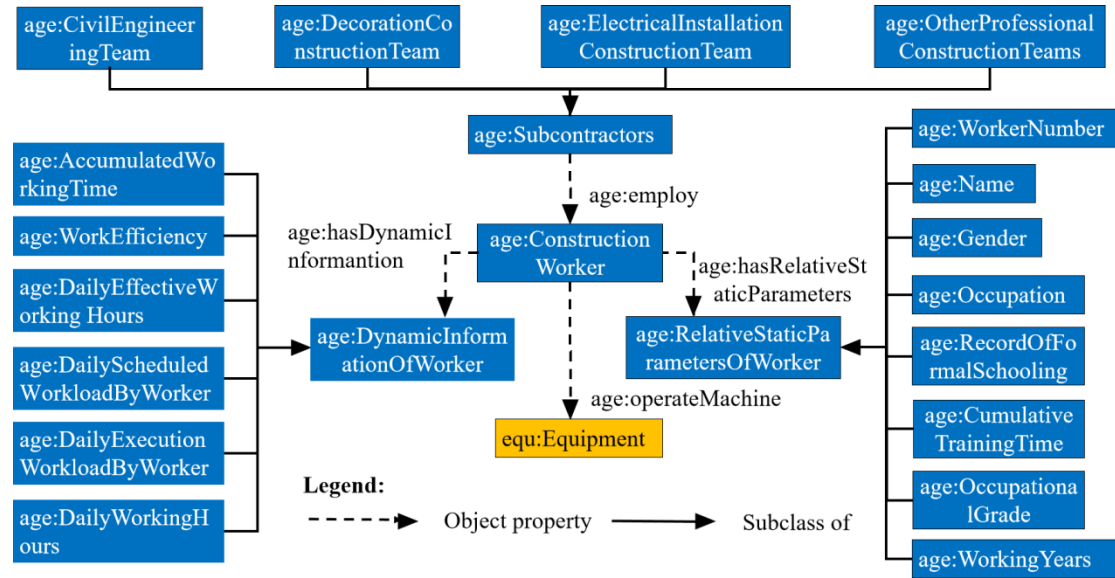 age:CivilEngineer
ingTeam
age:DecorationCo
nstructionTeam
age:ElectricalInstallation
ConstructionTeam
age:OtherProfessional
ConstructionTeams
age:Subcontractors
age:employ
age:Construction
Worker
age:hasDynamicI
nformantion
age:hasRelativeSt
aticParameters
age:AccumulatedWo
rkingTime
age:WorkEfficiency
age:DailyEffectiveW
orking Hours
age:DailyScheduled
WorkloadByWorker
age:DailyExecution
WorkloadByWorker
age:DailyWorkingH
ours
age:DynamicInform
ationOfWorker
age:RelativeStaticPa
rametersOfWorker
age:operateMachine
equ:Equipment
age:WorkerNumber
age:Name
age:Gender
age:Occupation
age:RecordOfFo
rmalSchooling
age:Cumulative
TrainingTime
age:Occupationa
lGrade
age:WorkingYears
Legend:
Object property
Subclass of